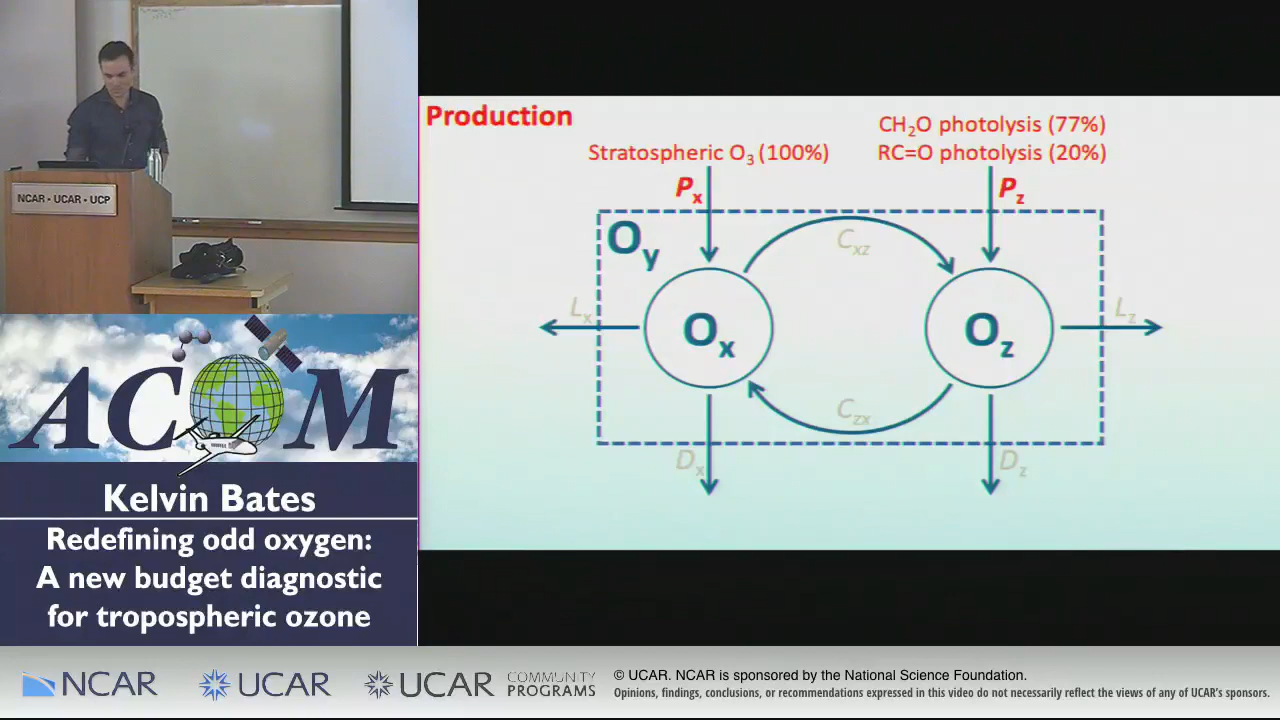 NCAR • UCAR • UCP
ACOM
Kelvin Bates
Redefining odd oxygen:
A new budget diagnostic
for tropospheric ozone
Production
Stratospheric O3 (100%)
CH2O photolysis (77%)
RC=O photolysis (20%)
Px
Pz
Oy
Cxz
Lx
Ox
Oz
Lz
Czx
Dx
Dz
NCAR
UCAR
UCAR
COMMUNITY
PROGRAMS
© UCAR. NCAR is sponsored by the National Science Foundation.
Opinions, findings, conclusions, or recommendations expressed in this video do not necessarily reflect the views of any of UCAR's sponsors.